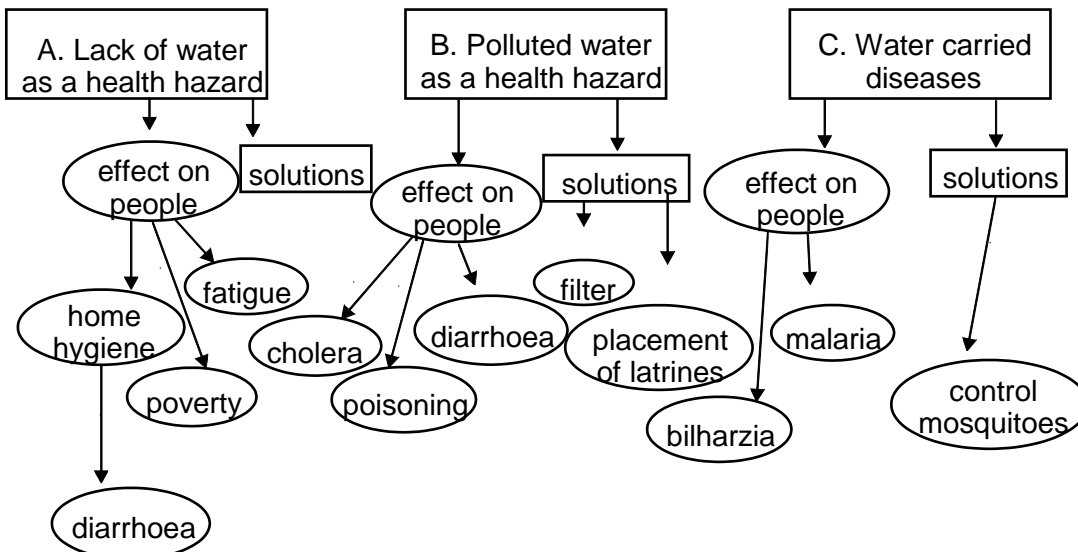 A. Lack of water
as a health hazard
B. Polluted water
as a health hazard
C. Water carried
diseases
effect on
people
solutions
effect on
people
solutions
effect on
people
solutions
home
hygiene
fatigue
poverty
diarrhoea
cholera
poisoning
diarrhoea
filter
placement
of latrines
bilharzia
malaria
control
mosquitoes